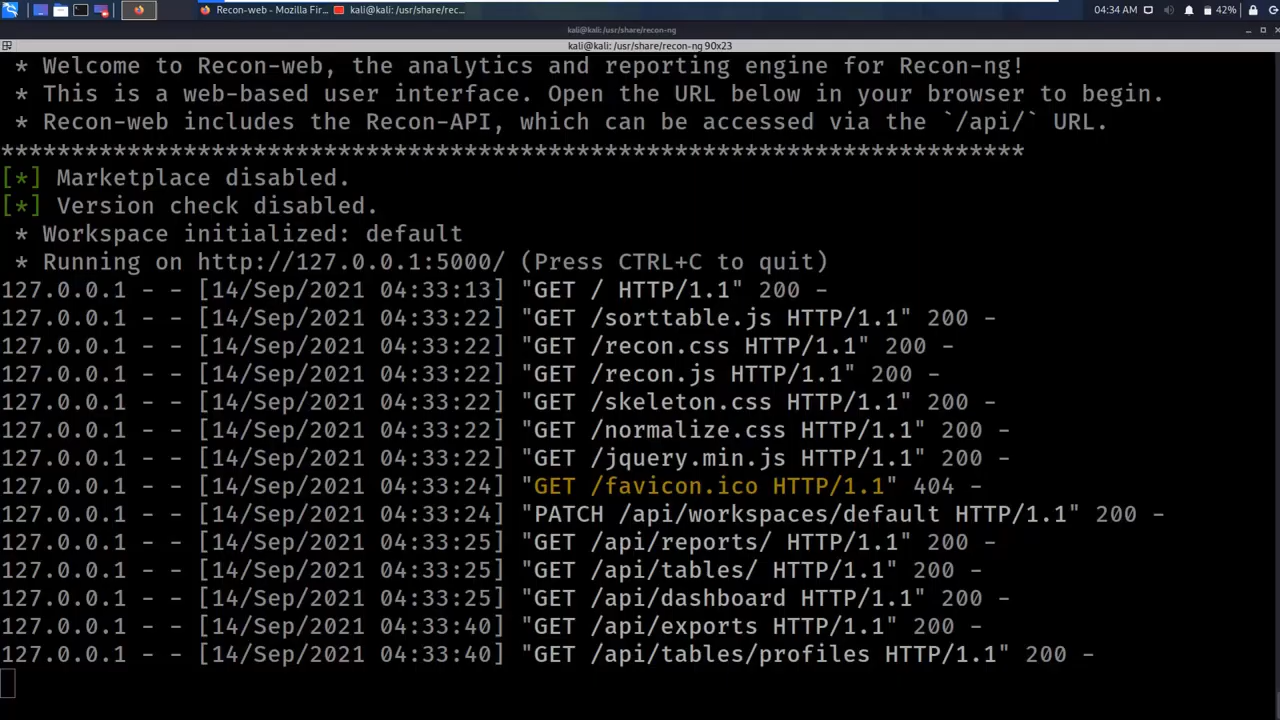 Recon-web - Mozilla Fir...
kali@kali: /usr/share/rec...
04:34 AM
42%
kali@kali: /usr/share/recon-ng
kali@kali: /usr/share/recon-ng 90x23
* Welcome to Recon-web, the analytics and reporting engine for Recon-ng!
* This is a web-based user interface. Open the URL below in your browser to begin.
* Recon-web includes the Recon-API, which can be accessed via the `/api/` URL.
*************************************************************************
[*] Marketplace disabled.
[*] Version check disabled.
* Workspace initialized: default
* Running on http://127.0.0.1:5000/ (Press CTRL+C to quit)
127.0.0.1 - - [14/Sep/2021 04:33:13] "GET / HTTP/1.1" 200 -
127.0.0.1 - - [14/Sep/2021 04:33:22] "GET /sorttable.js HTTP/1.1" 200 -
127.0.0.1 - - [14/Sep/2021 04:33:22] "GET /recon.css HTTP/1.1" 200 -
127.0.0.1 - - [14/Sep/2021 04:33:22] "GET /recon.js HTTP/1.1" 200 -
127.0.0.1 - - [14/Sep/2021 04:33:22] "GET /skeleton.css HTTP/1.1" 200 -
127.0.0.1 - - [14/Sep/2021 04:33:22] "GET /normalize.css HTTP/1.1" 200 -
127.0.0.1 - - [14/Sep/2021 04:33:22] "GET /jquery.min.js HTTP/1.1" 200 -
127.0.0.1 - - [14/Sep/2021 04:33:24] "GET /favicon.ico HTTP/1.1" 404 -
127.0.0.1 - - [14/Sep/2021 04:33:24] "PATCH /api/workspaces/default HTTP/1.1" 200 -
127.0.0.1 - - [14/Sep/2021 04:33:25] "GET /api/reports/ HTTP/1.1" 200 -
127.0.0.1 - - [14/Sep/2021 04:33:25] "GET /api/tables/ HTTP/1.1" 200 -
127.0.0.1 - - [14/Sep/2021 04:33:25] "GET /api/dashboard HTTP/1.1" 200 -
127.0.0.1 - - [14/Sep/2021 04:33:40] "GET /api/exports HTTP/1.1" 200 -
127.0.0.1 - - [14/Sep/2021 04:33:40] "GET /api/tables/profiles HTTP/1.1" 200 -